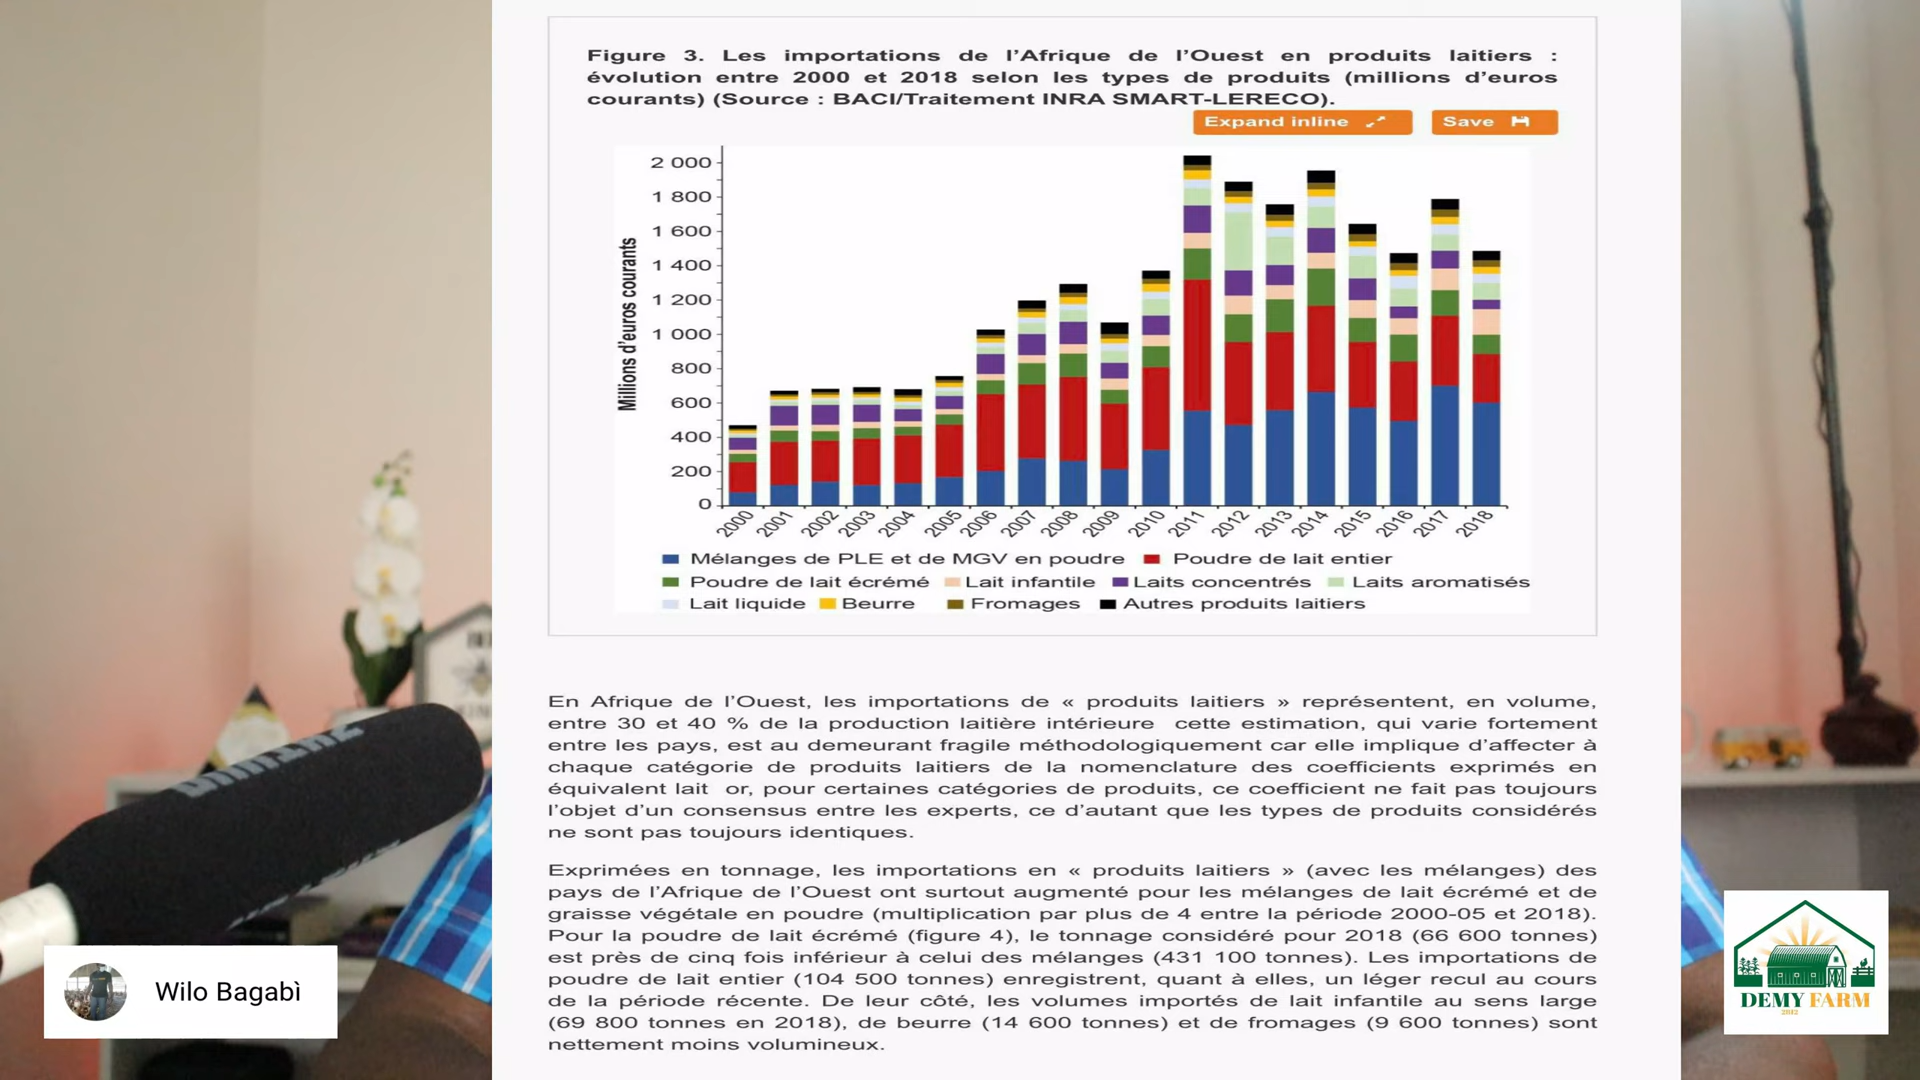 Figure 3. Les importations de l'Afrique de l'Ouest en produits laitiers :
évolution entre 2000 et 2018 selon les types de produits (millions d'euros
courants) (Source : BACI/Traitement INRA SMART-LERECO).
Expand inline
Save
Millions d'euros courants
2 000
1 800
1 600
1 400
1 200
1 000
800
600
400
200
0
2000 2001 2002 2003 2004 2005 2006 2007 2008 2009 2010 2011 2012 2013 2014 2015 2016 2017 2018
Mélanges de PLE et de MGV en poudre Poudre de lait entier
Poudre de lait écrémé Lait infantile Laits concentrés Laits aromatisés
Lait liquide Beurre Fromages Autres produits laitiers
En Afrique de l'Ouest, les importations de « produits laitiers » représentent, en volume,
entre 30 et 40 % de la production laitière intérieure cette estimation, qui varie fortement
entre les pays, est au demeurant fragile méthodologiquement car elle implique d'affecter à
chaque catégorie de produits laitiers de la nomenclature des coefficients exprimés en
équivalent lait or, pour certaines catégories de produits, ce coefficient ne fait pas toujours
l'objet d'un consensus entre les experts, ce d'autant que les types de produits considérés
ne sont pas toujours identiques.
Exprimées en tonnage, les importations en « produits laitiers » (avec les mélanges) des
pays de l'Afrique de l'Ouest ont surtout augmenté pour les mélanges de lait écrémé et de
graisse végétale en poudre (multiplication par plus de 4 entre la période 2000-05 et 2018).
Pour la poudre de lait écrémé (figure 4), le tonnage considéré pour 2018 (66 600 tonnes)
est près de cinq fois inférieur à celui des mélanges (431 100 tonnes). Les importations de
poudre de lait entier (104 500 tonnes) enregistrent, quant à elles, un léger recul au cours
de la période récente. De leur côté, les volumes importés de lait infantile au sens large
(69 800 tonnes en 2018), de beurre (14 600 tonnes) et de fromages (9 600 tonnes) sont
nettement moins volumineux.
Wilo Bagabì
DEMY FARM
2012